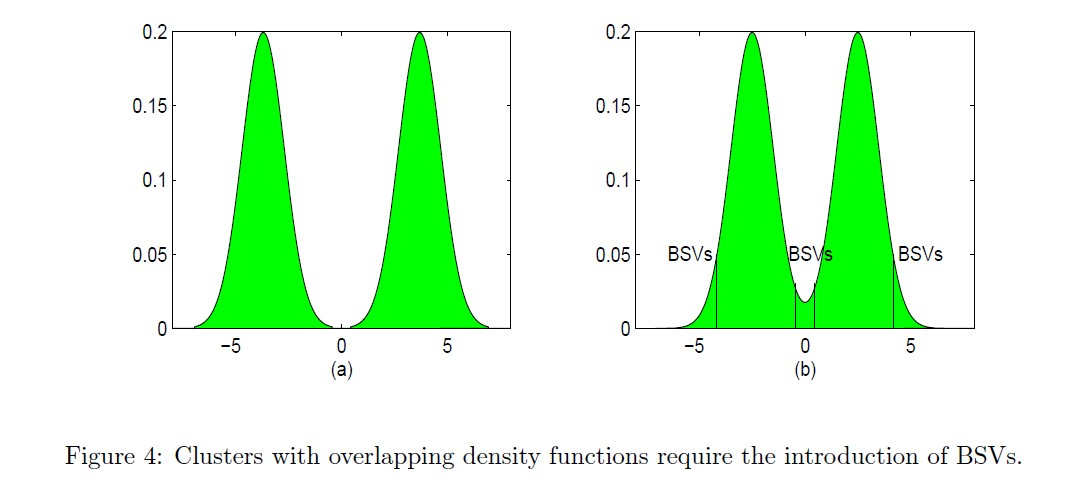 0.2
0.15
0.1
0.05
0
−5
0
5
(a)
0.2
0.15
0.1
0.05
0
BSVs
BSVs
BSVs
−5
0
5
(b)
Figure 4: Clusters with overlapping density functions require the introduction of BSVs.